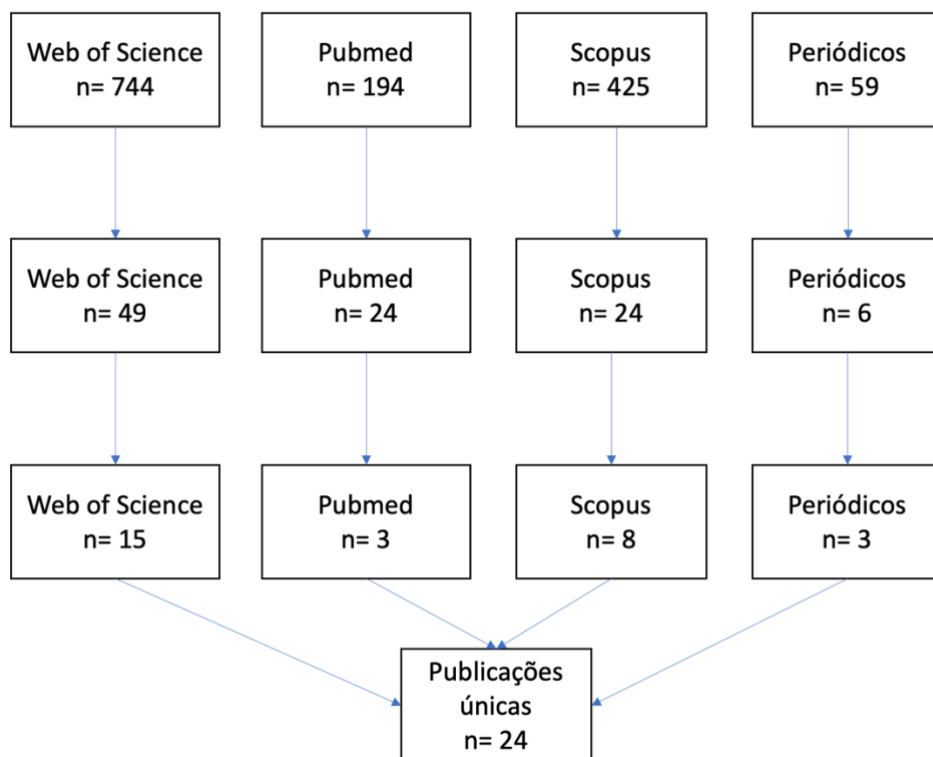 Web of Science
n= 744
Pubmed
n= 194
Scopus
n= 425
Periódicos
n= 59
Web of Science
n= 49
Pubmed
n= 24
Scopus
n= 24
Periódicos
n= 6
Web of Science
n= 15
Pubmed
n= 3
Scopus
n= 8
Periódicos
n= 3
Publicações
únicas
n= 24